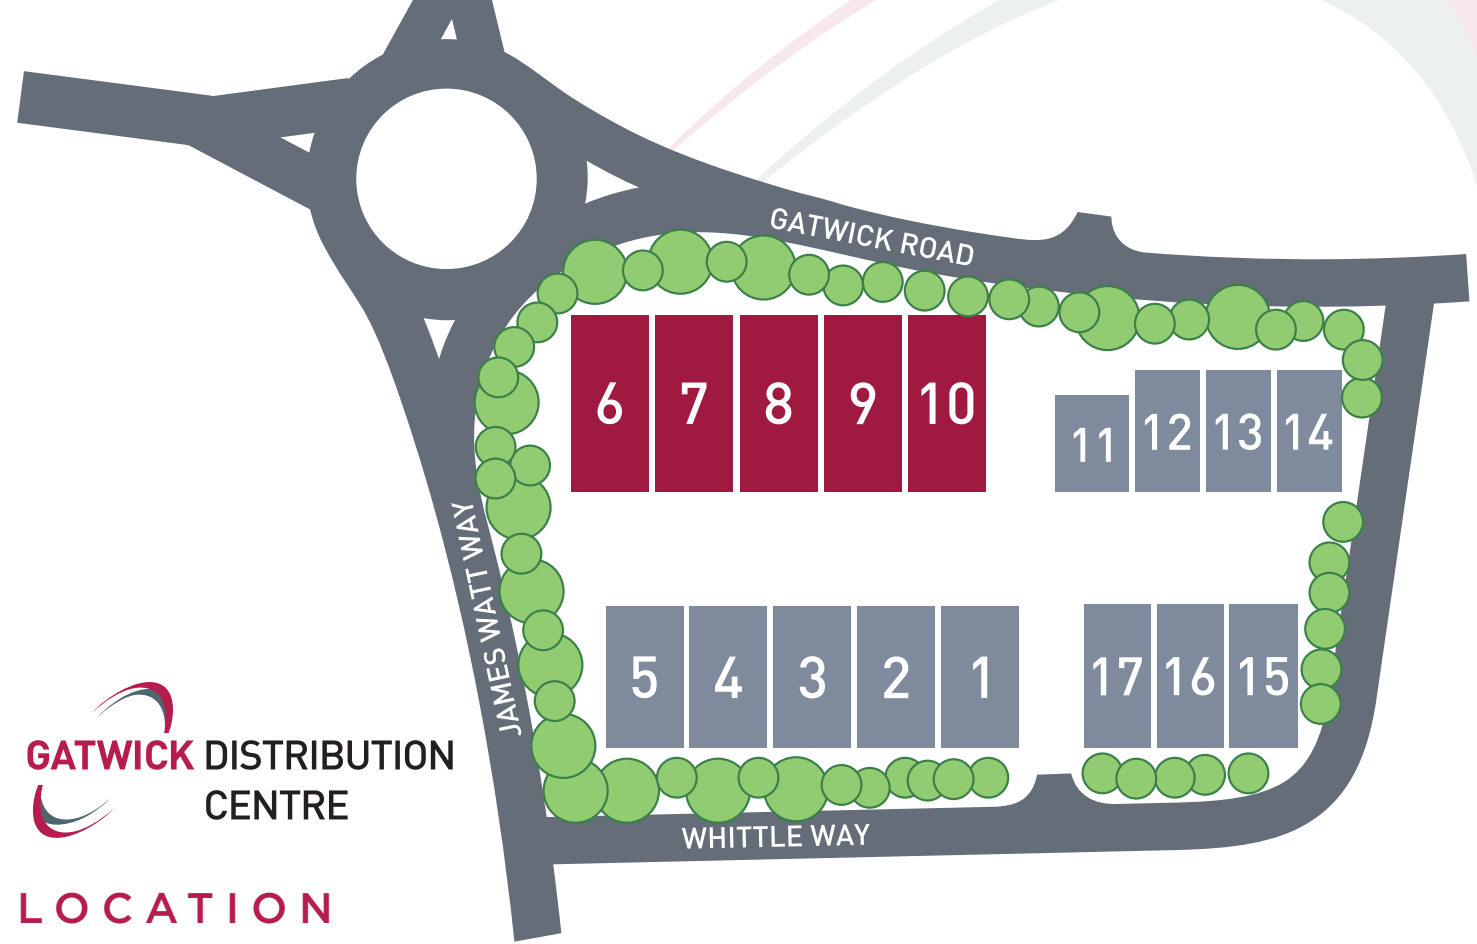 GATWICK ROAD
6 7 8 9 10
11 12 13 14
JAMES WATT WAY
5 4 3 2 1
17 16 15
GATWICK DISTRIBUTION
CENTRE
WHITTLE WAY
LOCATION